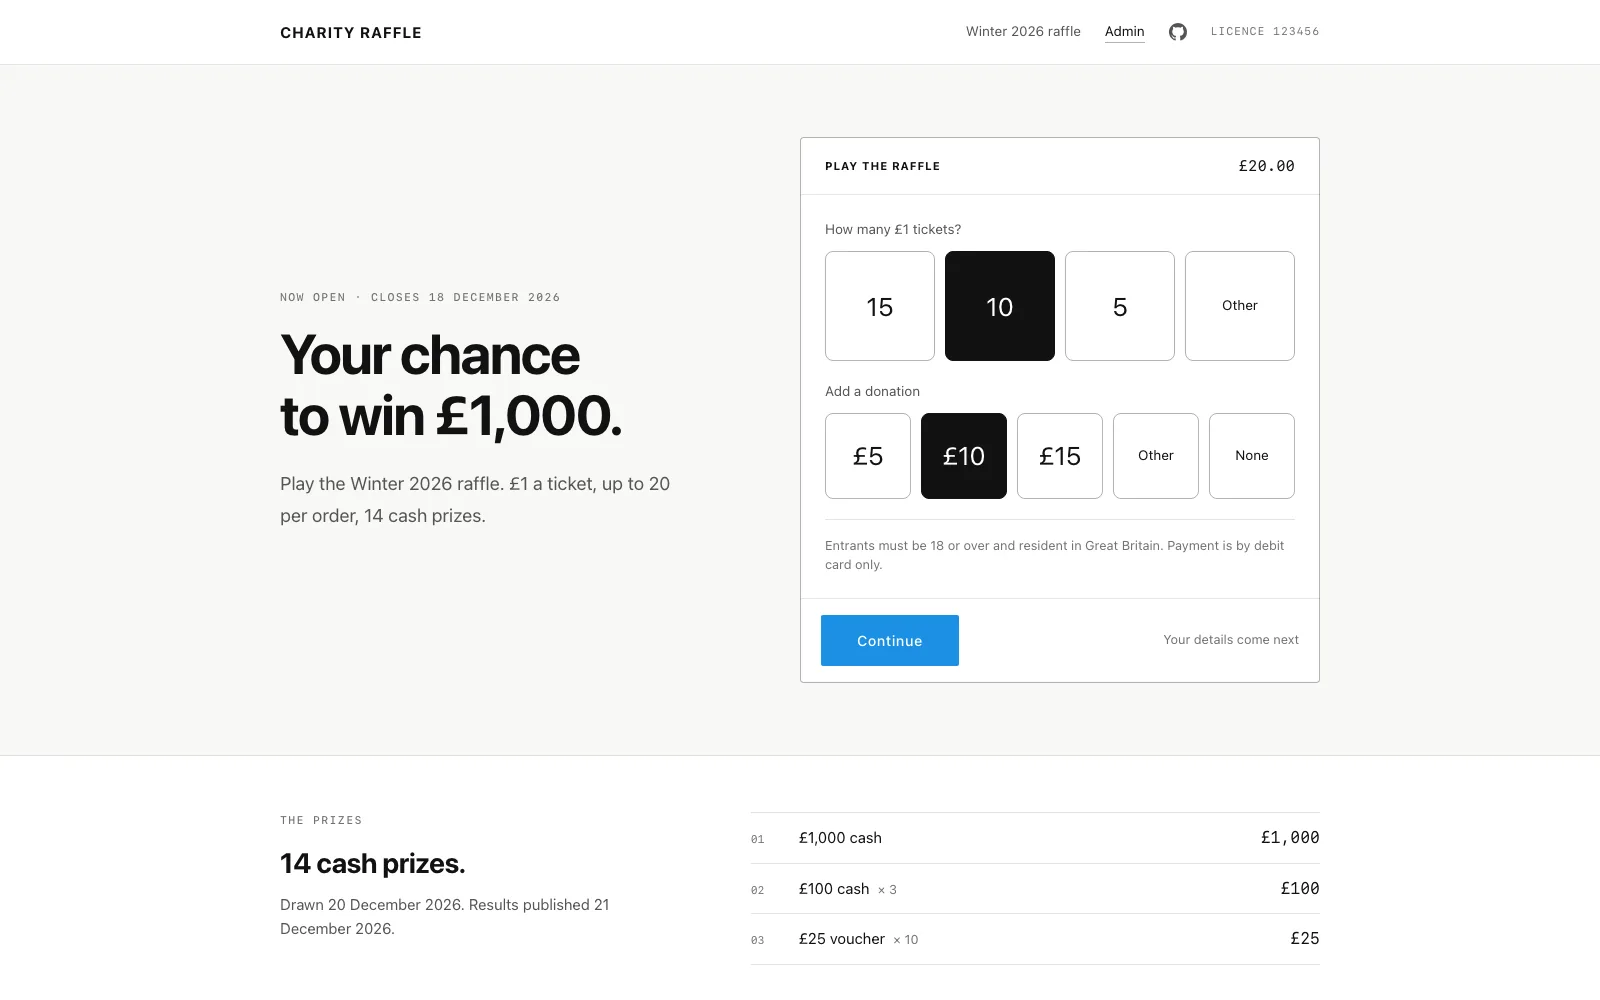 CHARITY RAFFLE
Winter 2026 raffle
Admin
LICENCE 123456
NOW OPEN · CLOSES 18 DECEMBER 2026
Your chance
to win £1,000.
Play the Winter 2026 raffle. £1 a ticket, up to 20
per order, 14 cash prizes.
PLAY THE RAFFLE
£20.00
How many £1 tickets?
15
10
5
Other
Add a donation
£5
£10
£15
Other
None
Entrants must be 18 or over and resident in Great Britain. Payment is by debit
card only.
Continue
Your details come next
THE PRIZES
14 cash prizes.
Drawn 20 December 2026. Results published 21
December 2026.
01 £1,000 cash £1,000
02 £100 cash × 3 £100
03 £25 voucher × 10 £25